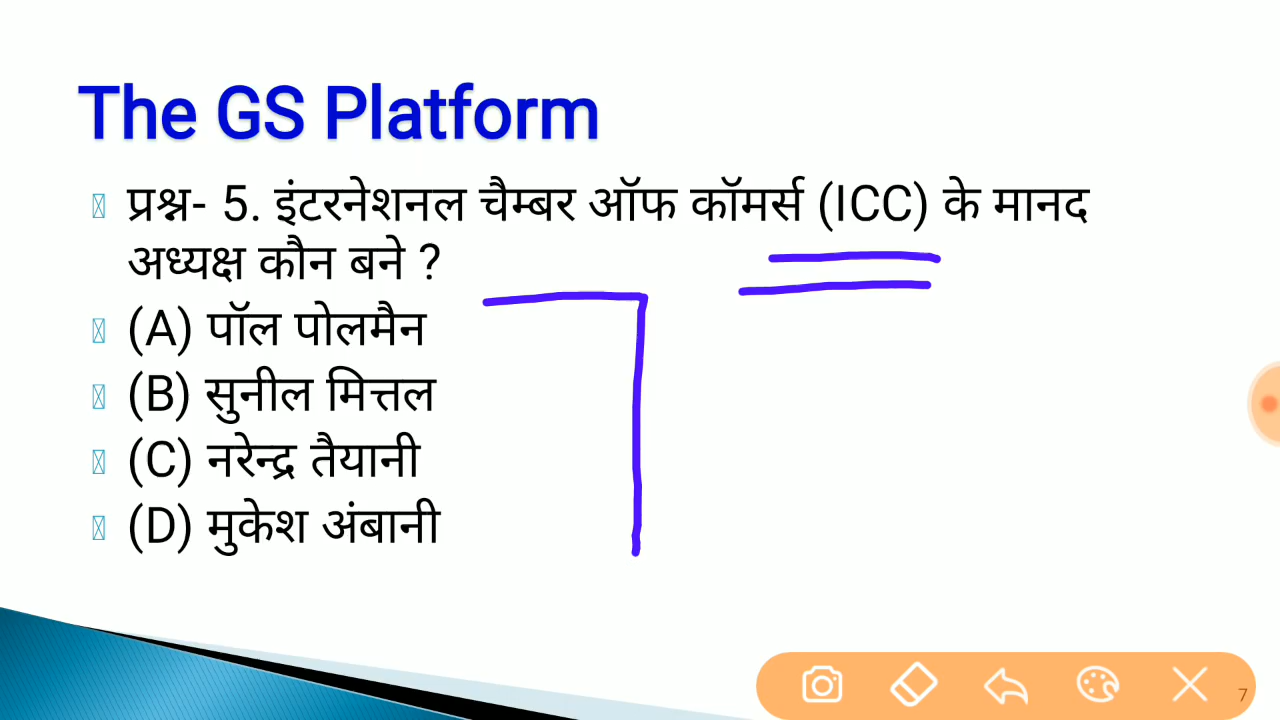 The GS Platform
प्रश्न- 5. इंटरनेशनल चैम्बर ऑफ कॉमर्स (ICC) के मानद
अध्यक्ष कौन बने ?
(A) पॉल पोलमैन
(B) सुनील मित्तल
(C) नरेन्द्र तैयानी
(D) मुकेश अंबानी
7